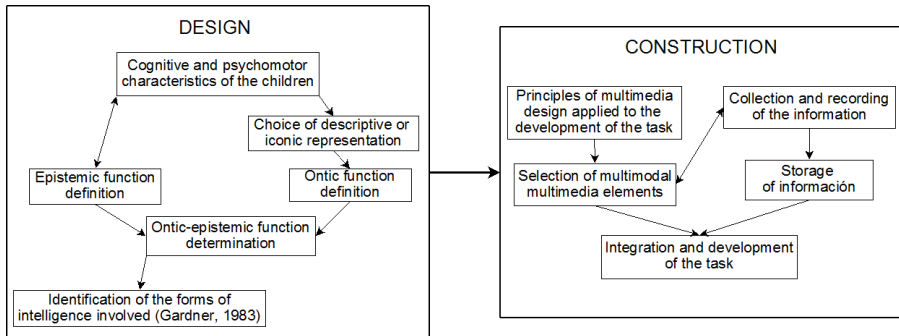 DESIGN
Cognitive and psychomotor
characteristics of the children
Choice of descriptive or
iconic representation
Epistemic function
definition
Ontic function
definition
Ontic-epistemic function
determination
Identification of the forms of
intelligence involved (Gardner, 1983)
CONSTRUCTION
Principles of multimedia
design applied to the
development of the task
Collection and recording
of the information
Selection of multimodal
multimedia elements
Storage
of información
Integration and development
of the task